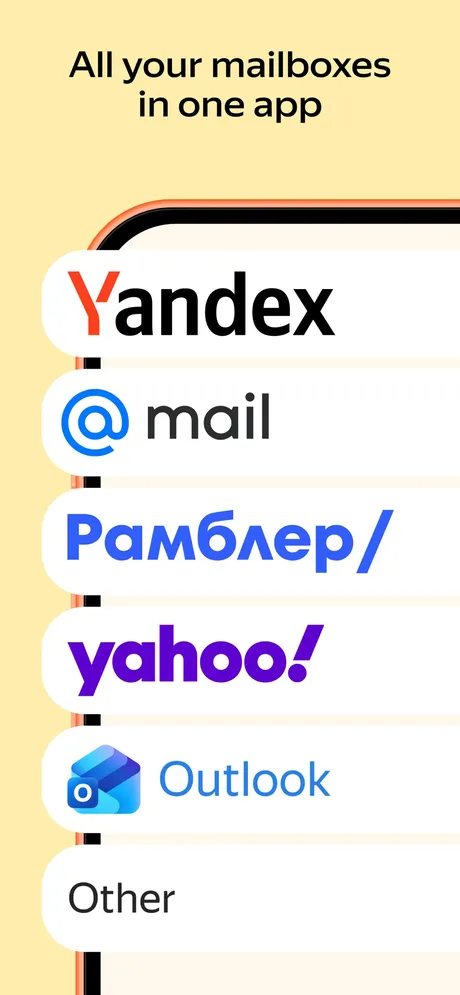 All your mailboxes
in one app
Yandex
@ mail
Рамблер/
yahoo!
O Outlook
Other